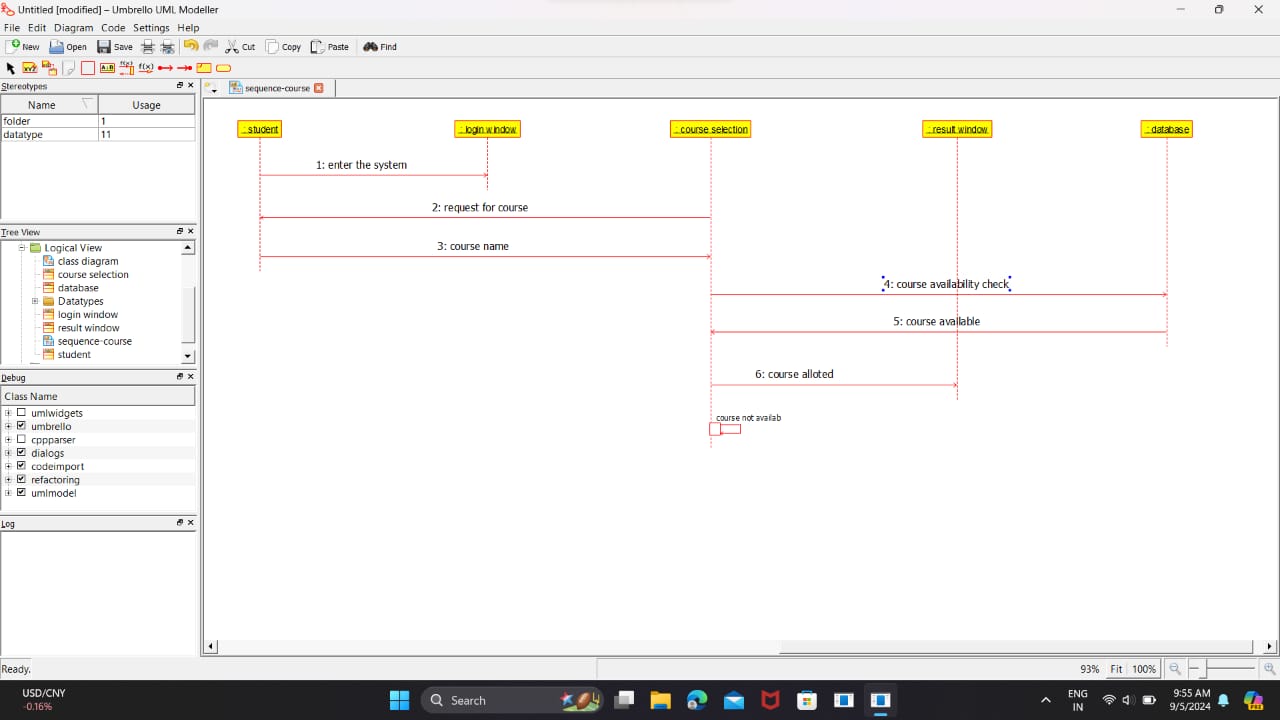 Untitled [modified] – Umbrello UML Modeller
File Edit Diagram Code Settings Help
New Open Save Cut Copy Paste Find
Stereotypes
Name Usage
folder 1
datatype 11
Tree View
Logical View
class diagram
course selection
database
Datatypes
login window
result window
sequence-course
student
Debug
Class Name
umlwidgets
umbrello
cppparser
dialogs
codeimport
refactoring
umlmodel
Log
sequence-course
: student : login window : course selection : result window : database
1: enter the system
2: request for course
3: course name
4: course availability check
5: course available
6: course alloted
course not availab
Ready.
93% Fit 100%
USD/CNY
-0.16%
Search
ENG
IN
9:55 AM
9/5/2024